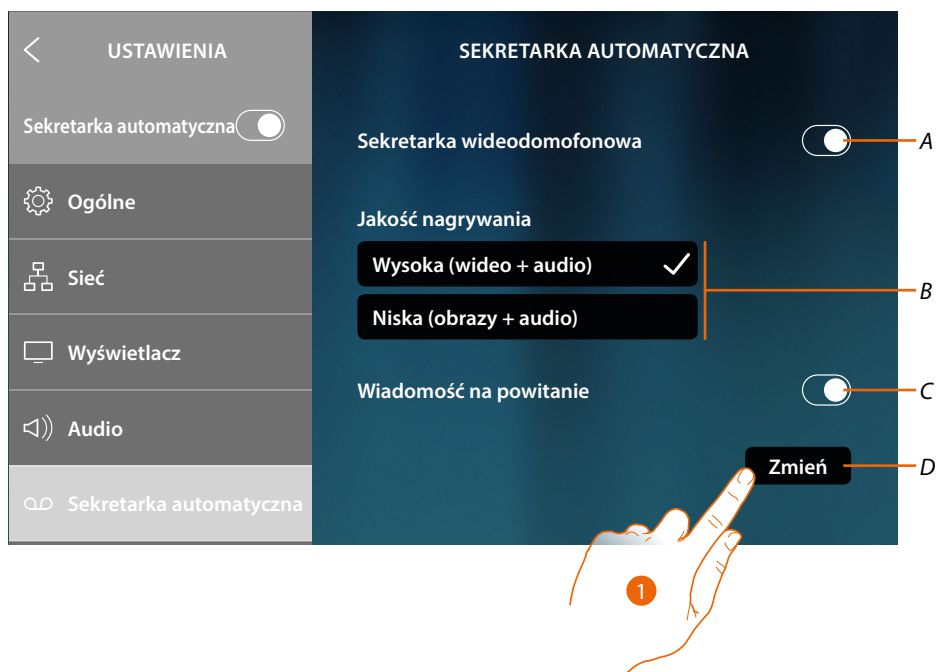 USTAWIENIA
Sekretarka automatyczna
Ogólne
Sieć
Wyświetlacz
Audio
Sekretarka automatyczna
SEKRETARKA AUTOMATYCZNA
Sekretarka wideodomofonowa
A
Jakość nagrywania
Wysoka (wideo + audio)
Niska (obrazy + audio)
B
Wiadomość na powitanie
C
Zmień
D
1